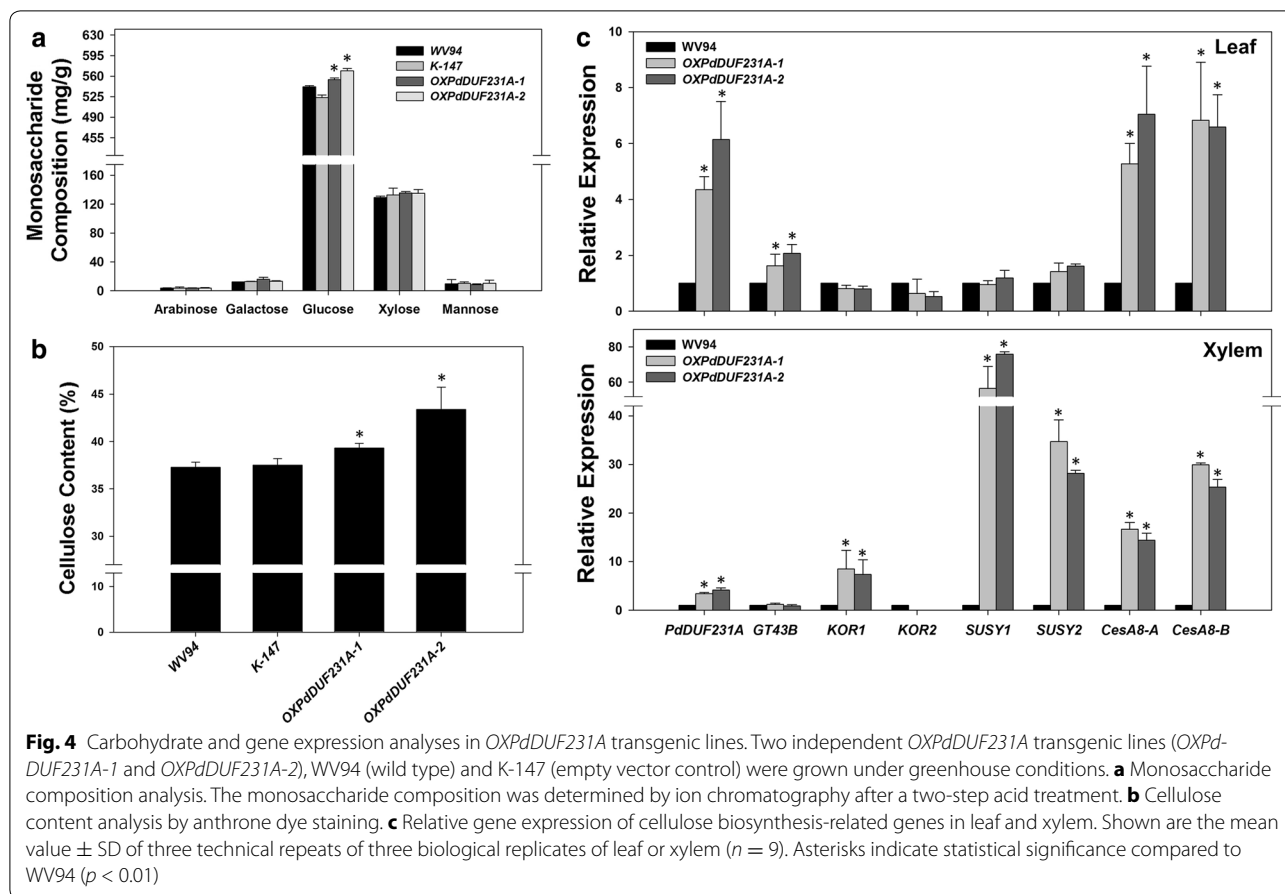 a
630
595
560
525
490
455
160
120
80
40
0
Monosaccharide
Composition (mg/g)
WV94
K-147
OXPdDUF231A-1
OXPdDUF231A-2
* *
Arabinose Galactose Glucose Xylose Mannose
b
50
45
40
35
30
10
0
Cellulose Content (%)
* *
WV94
K-147
OXPdDUF231A-1
OXPdDUF231A-2
c
10
8
6
4
2
0
Relative Expression
WV94
OXPdDUF231A-1
OXPdDUF231A-2
Leaf
* * * * * * * *
80
60
40
30
20
10
0
Relative Expression
WV94
OXPdDUF231A-1
OXPdDUF231A-2
Xylem
* * * * * * * * * * * *
PdDUF231A GT43B KOR1 KOR2 SUSY1 SUSY2 CesA8-A CesA8-B
Fig. 4 Carbohydrate and gene expression analyses in OXPdDUF231A transgenic lines. Two independent OXPdDUF231A transgenic lines (OXPd-
DUF231A-1 and OXPdDUF231A-2), WV94 (wild type) and K-147 (empty vector control) were grown under greenhouse conditions. a Monosaccharide
composition analysis. The monosaccharide composition was determined by ion chromatography after a two-step acid treatment. b Cellulose
content analysis by anthrone dye staining. c Relative gene expression of cellulose biosynthesis-related genes in leaf and xylem. Shown are the mean
value ± SD of three technical repeats of three biological replicates of leaf or xylem (n = 9). Asterisks indicate statistical significance compared to
WV94 (p < 0.01)